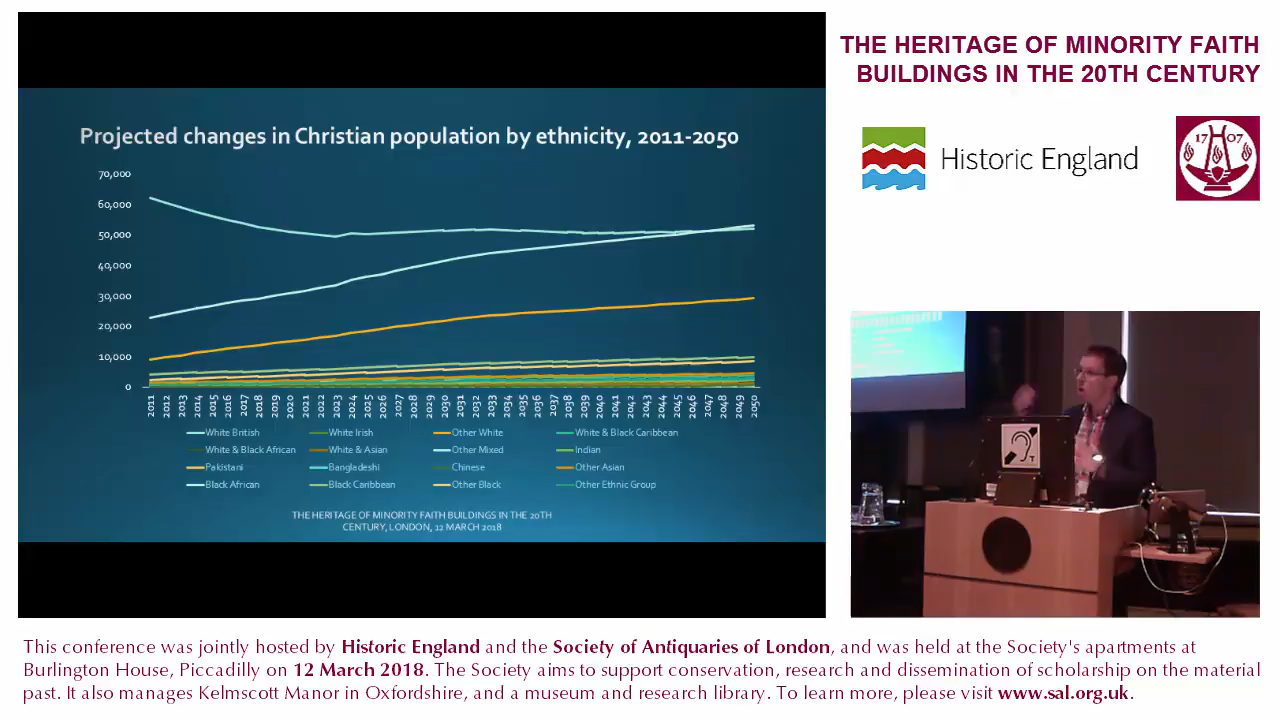 THE HERITAGE OF MINORITY FAITH
BUILDINGS IN THE 20TH CENTURY
Historic England
17 07
Projected changes in Christian population by ethnicity, 2011-2050
70,000
60,000
50,000
40,000
30,000
20,000
10,000
0
2011 2012 2013 2014 2015 2016 2017 2018 2019 2020 2021 2022 2023 2024 2025 2026 2027 2028 2029 2030 2031 2032 2033 2034 2035 2036 2037 2038 2039 2040 2041 2042 2043 2044 2045 2046 2047 2048 2049 2050
White British White Irish Other White White & Black Caribbean
White & Black African White & Asian Other Mixed Indian
Pakistani Bangladeshi Chinese Other Asian
Black African Black Caribbean Other Black Other Ethnic Group
THE HERITAGE OF MINORITY FAITH BUILDINGS IN THE 20TH
CENTURY, LONDON, 12 MARCH 2018
T
This conference was jointly hosted by Historic England and the Society of Antiquaries of London, and was held at the Society's apartments at
Burlington House, Piccadilly on 12 March 2018. The Society aims to support conservation, research and dissemination of scholarship on the material
past. It also manages Kelmscott Manor in Oxfordshire, and a museum and research library. To learn more, please visit www.sal.org.uk.